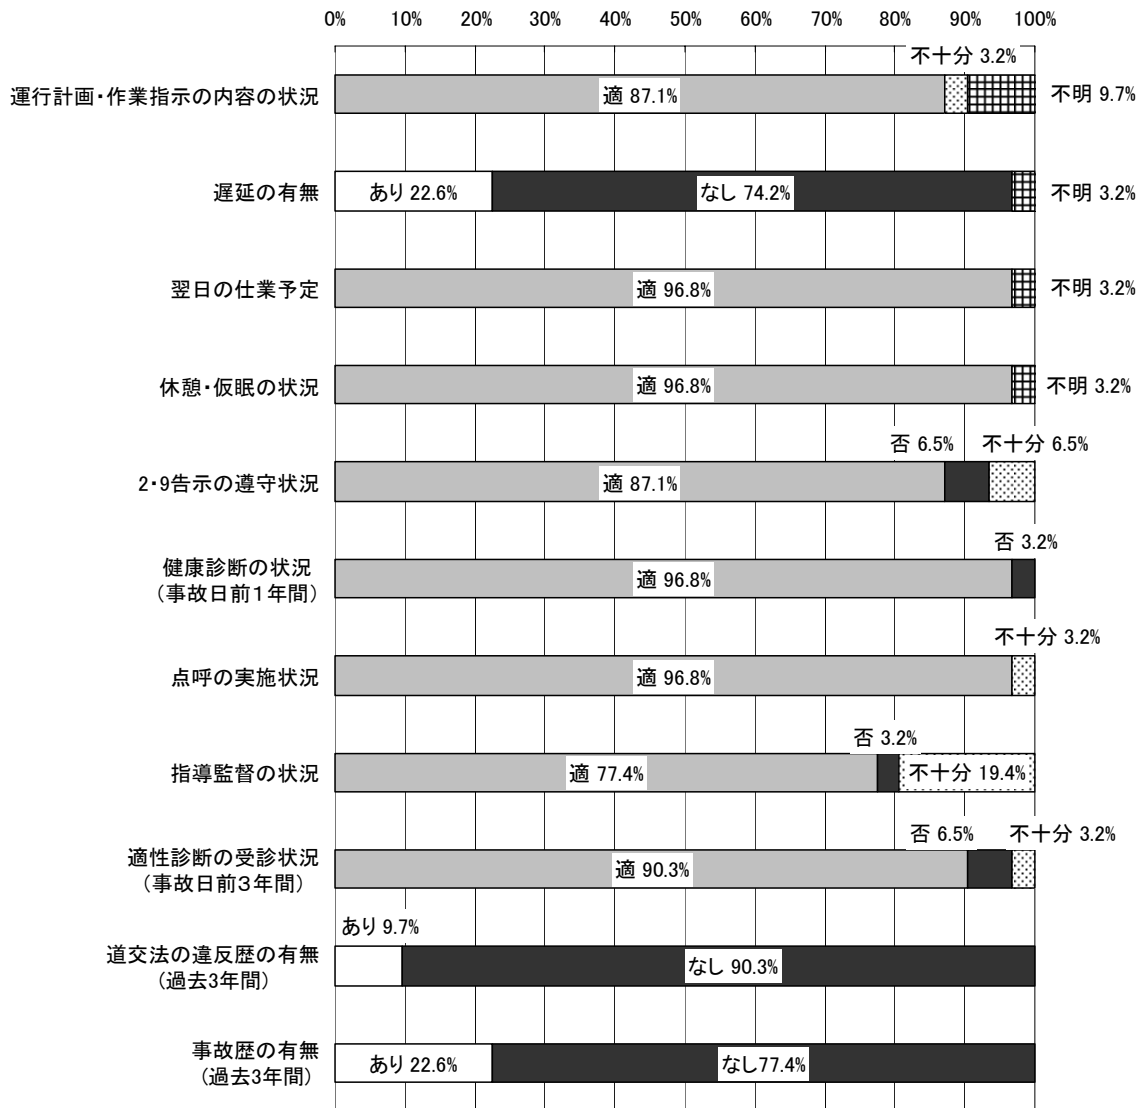 0% 10% 20% 30% 40% 50% 60% 70% 80% 90% 100%
不十分 3.2%
運行計画・作業指示の内容の状況 適 87.1% 不明 9.7%
遅延の有無 あり 22.6% なし 74.2% 不明 3.2%
翌日の仕業予定 適 96.8% 不明 3.2%
休憩・仮眠の状況 適 96.8% 不明 3.2%
否 6.5% 不十分 6.5%
2・9告示の遵守状況 適 87.1%
否 3.2%
健康診断の状況
（事故日前１年間） 適 96.8%
不十分 3.2%
点呼の実施状況 適 96.8%
否 3.2%
指導監督の状況 適 77.4% 不十分 19.4%
否 6.5% 不十分 3.2%
適性診断の受診状況
（事故日前３年間） 適 90.3%
あり 9.7%
道交法の違反歴の有無
(過去3年間) なし 90.3%
事故歴の有無
(過去3年間) あり 22.6% なし77.4%